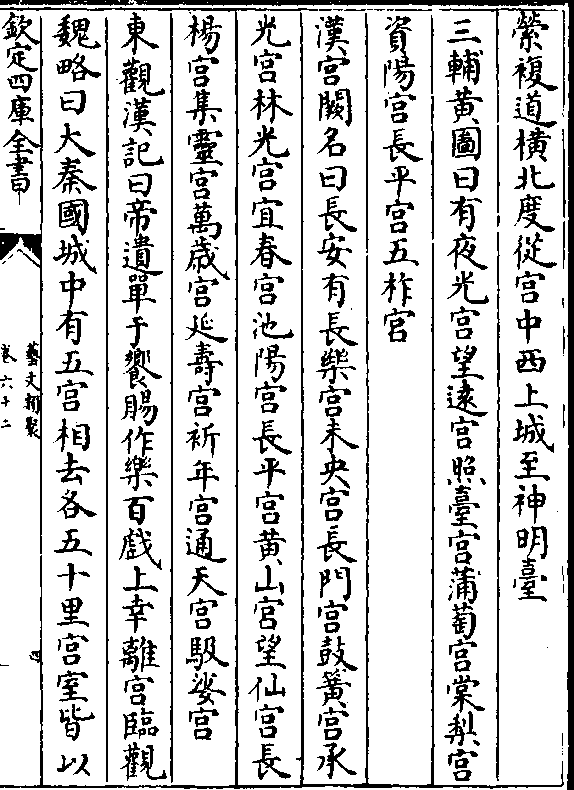 縈複道橫北度從宮中西上城至神明臺
三輔黃圖曰有夜光宮望逺宮照臺宮蒲萄宮棠棃宮
資陽宮長平宮五柞宮
漢宮闕名曰長安有長樂宮未央宮長門宮鼓簧宮承
光宮林光宮宜春宮池陽宮長平宮黃山宮望仙宮長
楊宮集靈宮萬歲宮延壽宮祈年宮通天宮馺娑宮
東觀漢記曰帝遺單于饗賜作樂百戲上幸離宮臨觀
魏略曰大秦國城中有五宮相去各五十里宮室皆以
欽定四庫全書
藝文類聚
卷六十二
四